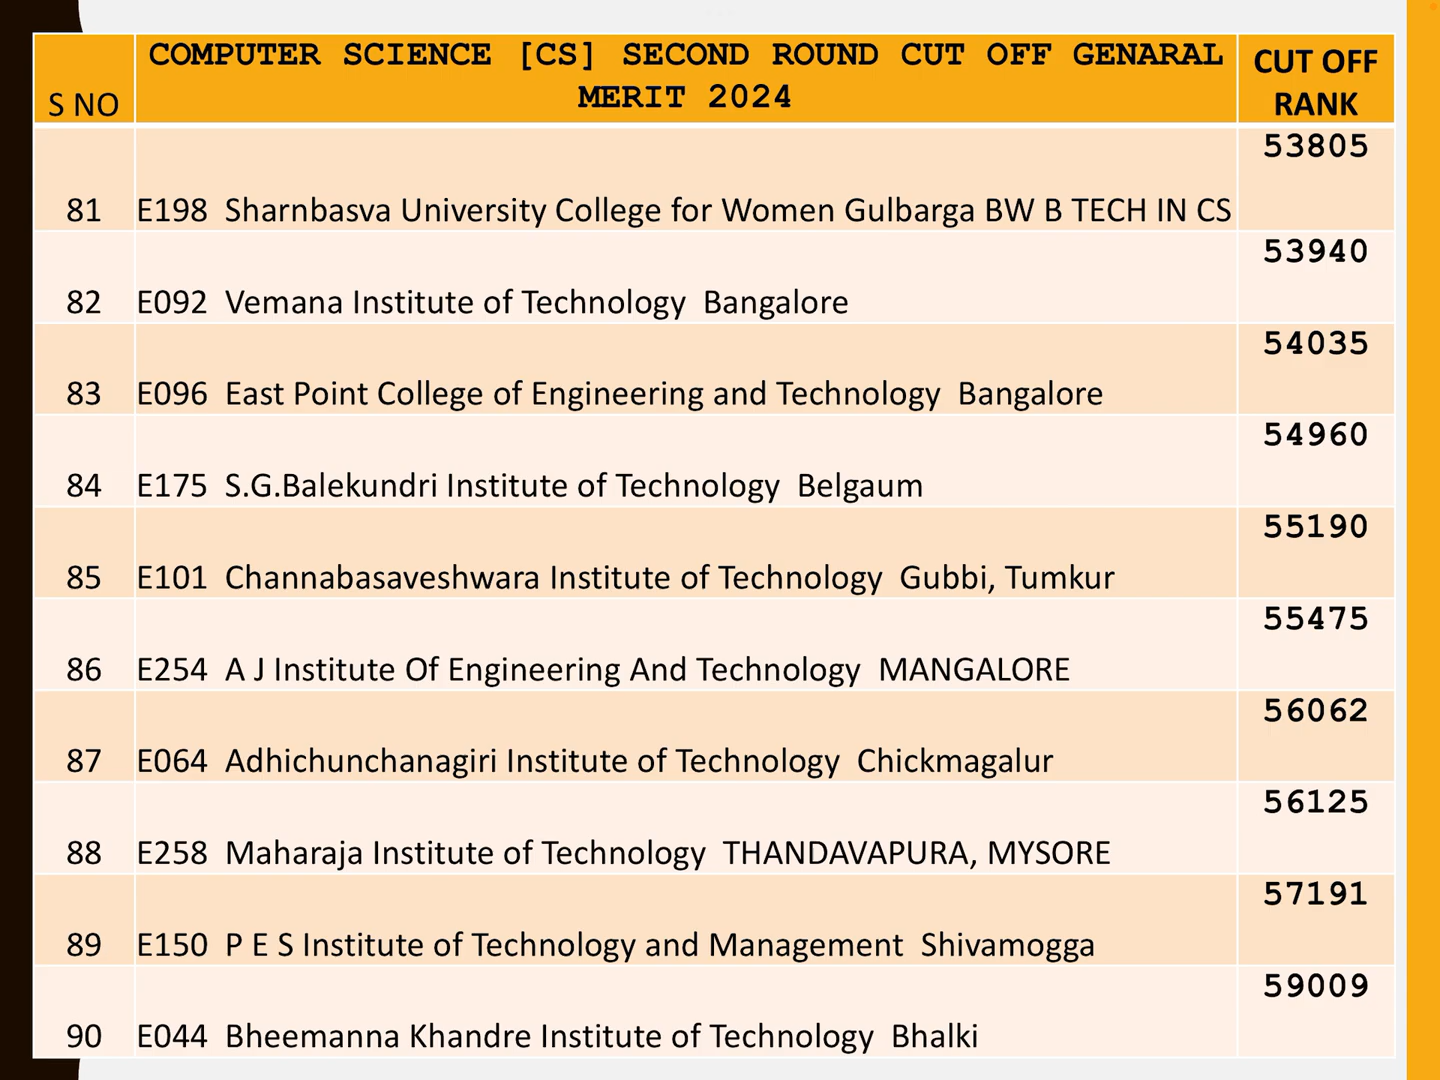 S NO
COMPUTER SCIENCE [CS] SECOND ROUND CUT OFF GENARAL
MERIT 2024
CUT OFF
RANK
81
E198 Sharnbasva University College for Women Gulbarga BW B TECH IN CS
53805
82
E092 Vemana Institute of Technology Bangalore
53940
83
E096 East Point College of Engineering and Technology Bangalore
54035
84
E175 S.G.Balekundri Institute of Technology Belgaum
54960
85
E101 Channabasaveshwara Institute of Technology Gubbi, Tumkur
55190
86
E254 A J Institute Of Engineering And Technology MANGALORE
55475
87
E064 Adhichunchanagiri Institute of Technology Chickmagalur
56062
88
E258 Maharaja Institute of Technology THANDAVAPURA, MYSORE
56125
89
E150 P E S Institute of Technology and Management Shivamogga
57191
90
E044 Bheemanna Khandre Institute of Technology Bhalki
59009